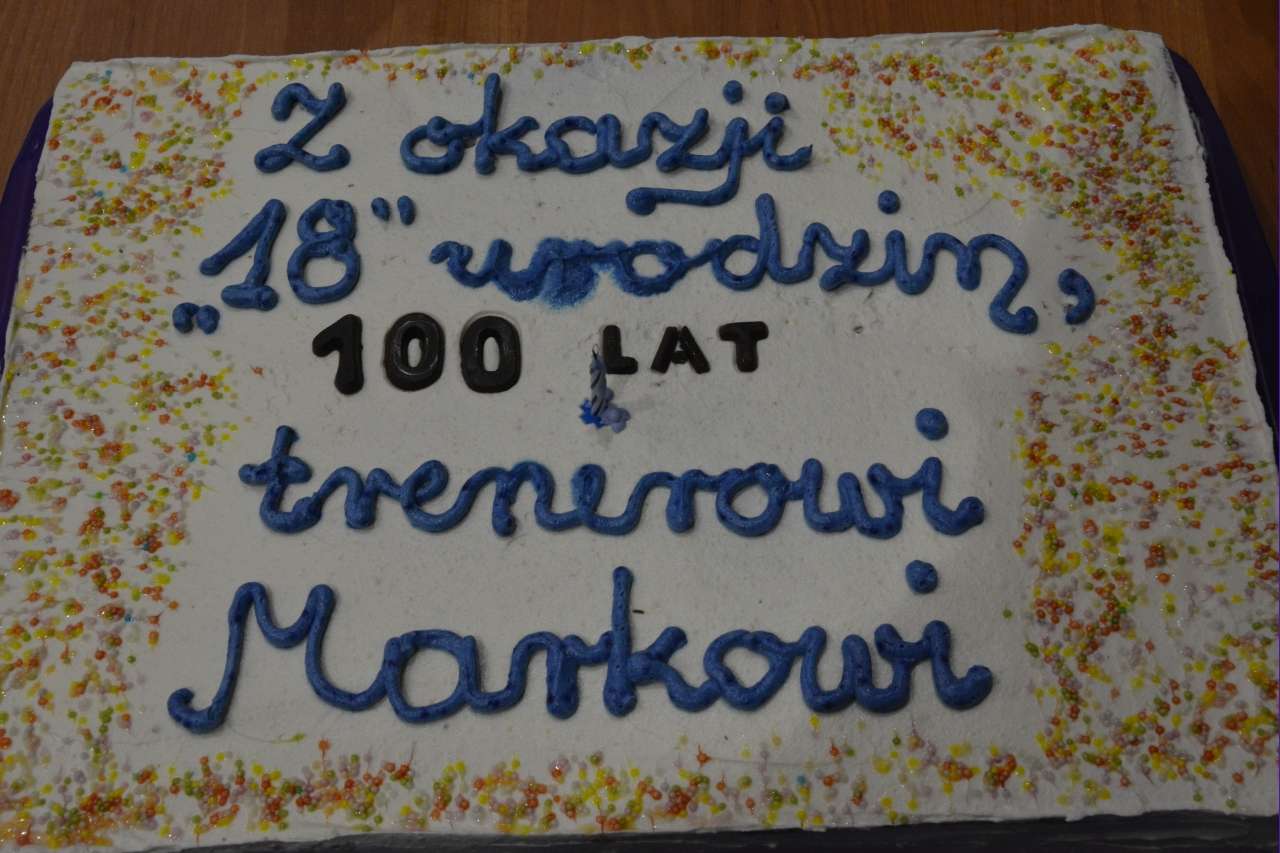 Z okazji
„18" urodzin,
100 LAT
trenerowi
Markowi